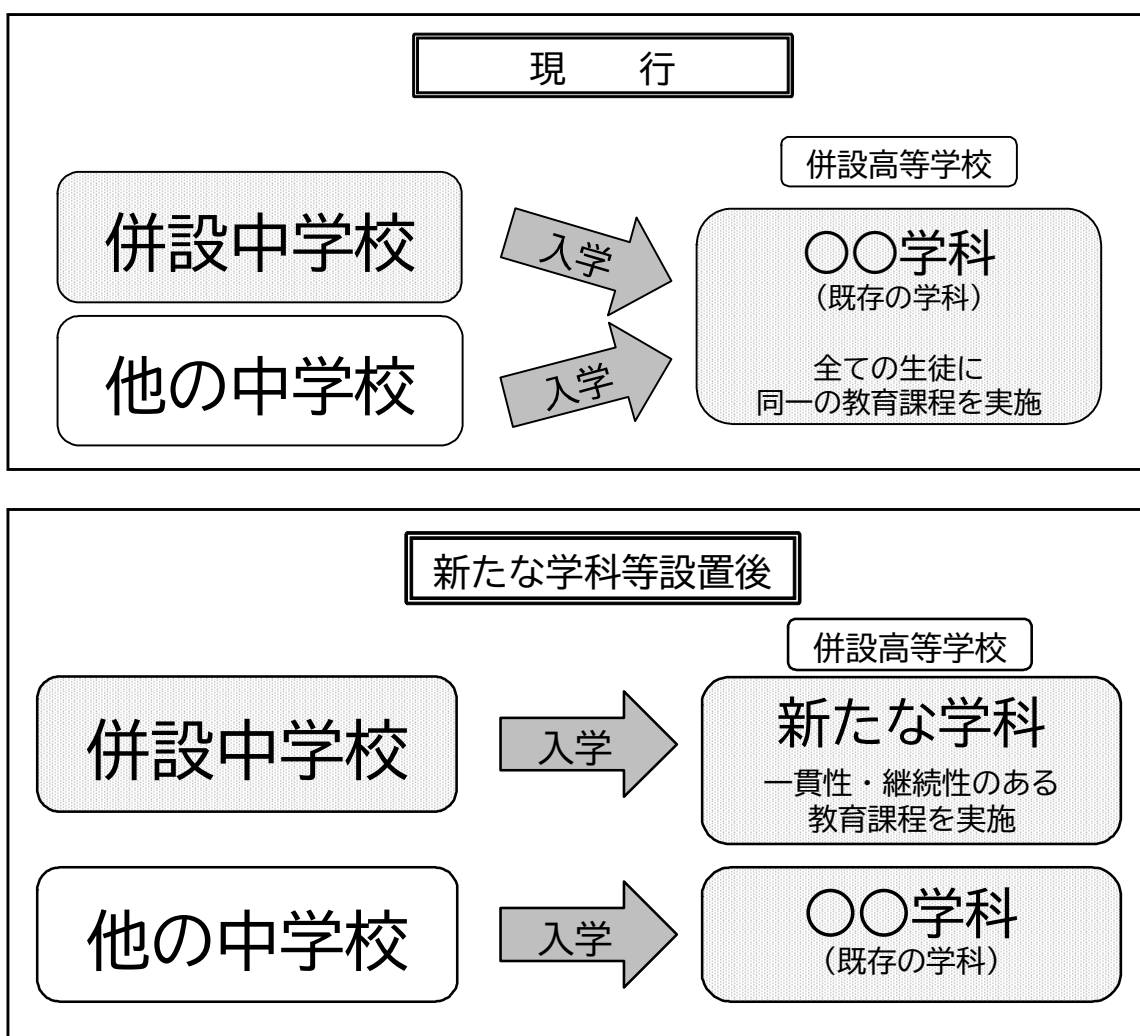 現　　行
併設高等学校
併設中学校
入学
〇〇学科
（既存の学科）
他の中学校
入学
全ての生徒に
同一の教育課程を実施
新たな学科等設置後
併設高等学校
併設中学校
入学
新たな学科
一貫性・継続性のある
教育課程を実施
他の中学校
入学
〇〇学科
（既存の学科）